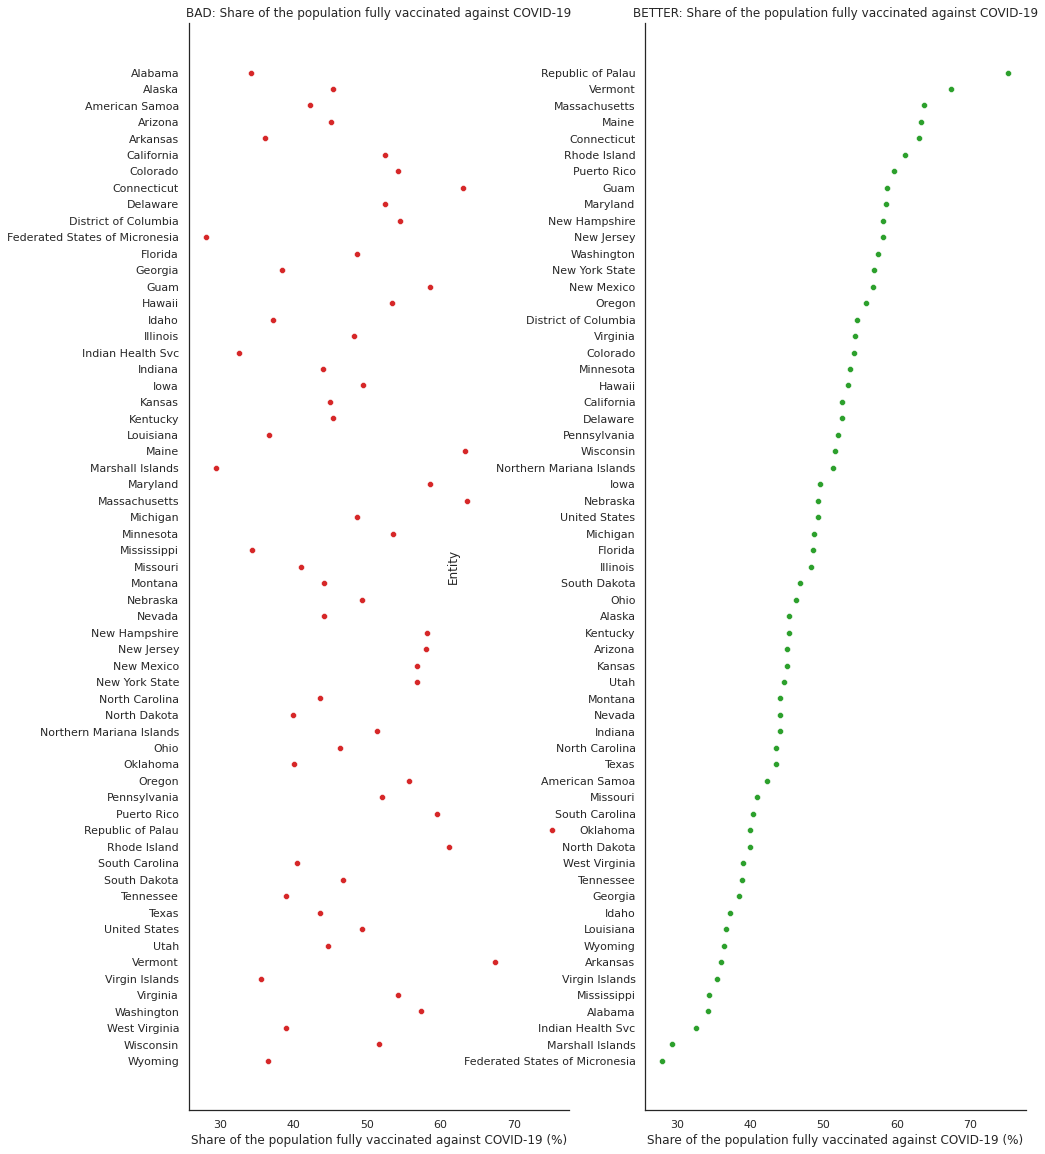 BAD: Share of the population fully vaccinated against COVID-19
Alabama
Alaska
American Samoa
Arizona
Arkansas
California
Colorado
Connecticut
Delaware
District of Columbia
Federated States of Micronesia
Florida
Georgia
Guam
Hawaii
Idaho
Illinois
Indian Health Svc
Indiana
Iowa
Kansas
Kentucky
Louisiana
Maine
Marshall Islands
Maryland
Massachusetts
Michigan
Minnesota
Mississippi
Missouri
Montana
Nebraska
Nevada
New Hampshire
New Jersey
New Mexico
New York State
North Carolina
North Dakota
Northern Mariana Islands
Ohio
Oklahoma
Oregon
Pennsylvania
Puerto Rico
Republic of Palau
Rhode Island
South Carolina
South Dakota
Tennessee
Texas
United States
Utah
Vermont
Virgin Islands
Virginia
Washington
West Virginia
Wisconsin
Wyoming
30 40 50 60 70
Share of the population fully vaccinated against COVID-19 (%)
BETTER: Share of the population fully vaccinated against COVID-19
Entity
Republic of Palau
Vermont
Massachusetts
Maine
Connecticut
Rhode Island
Puerto Rico
Guam
Maryland
New Hampshire
New Jersey
Washington
New York State
New Mexico
Oregon
District of Columbia
Virginia
Colorado
Minnesota
Hawaii
California
Delaware
Pennsylvania
Wisconsin
Northern Mariana Islands
Iowa
Nebraska
United States
Michigan
Florida
Illinois
South Dakota
Ohio
Alaska
Kentucky
Arizona
Kansas
Utah
Montana
Nevada
Indiana
North Carolina
Texas
American Samoa
Missouri
South Carolina
Oklahoma
North Dakota
West Virginia
Tennessee
Georgia
Idaho
Louisiana
Wyoming
Arkansas
Virgin Islands
Mississippi
Alabama
Indian Health Svc
Marshall Islands
Federated States of Micronesia
30 40 50 60 70
Share of the population fully vaccinated against COVID-19 (%)